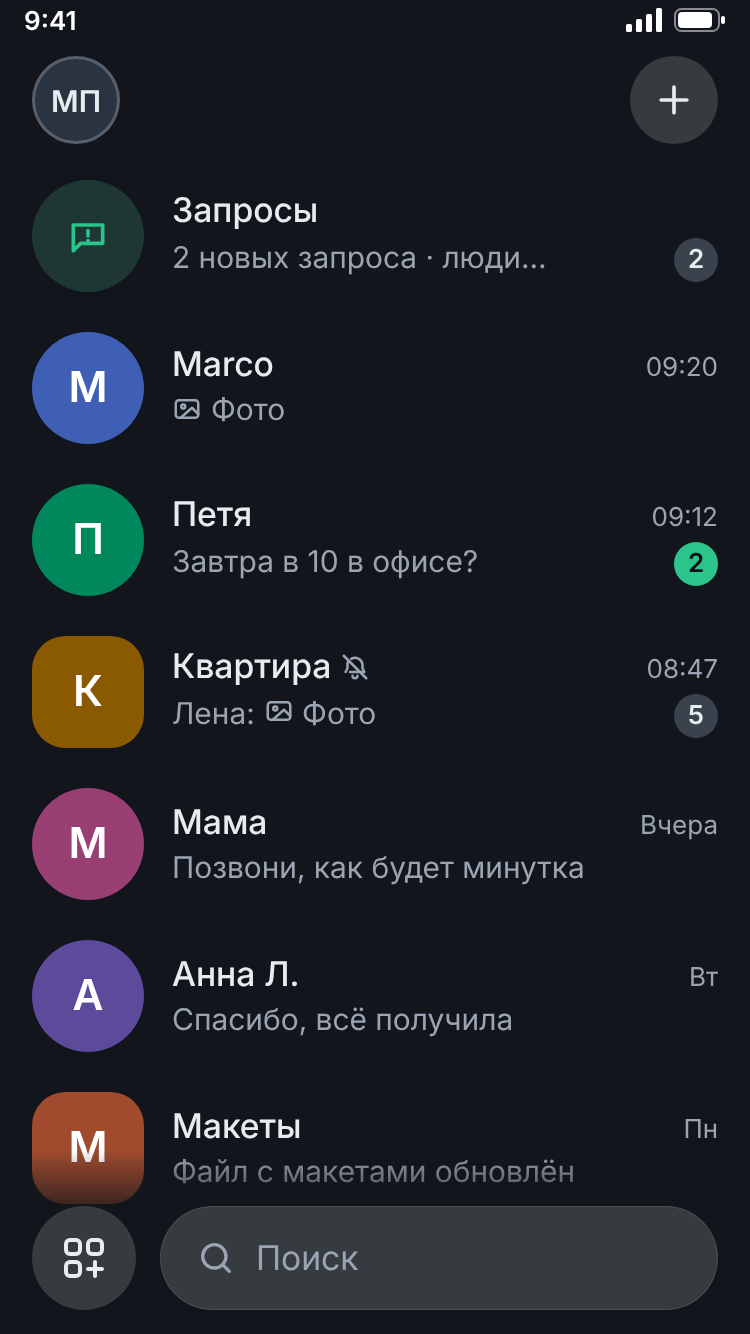 9:41
МП
Запросы
2 новых запроса · люди...
2
М
Marco
09:20
Фото
П
Петя
09:12
Завтра в 10 в офисе?
2
К
Квартира
08:47
Лена: Фото
5
М
Мама
Вчера
Позвони, как будет минутка
А
Анна Л.
Вт
Спасибо, всё получила
М
Макеты
Пн
Файл с макетами обновлён
Поиск